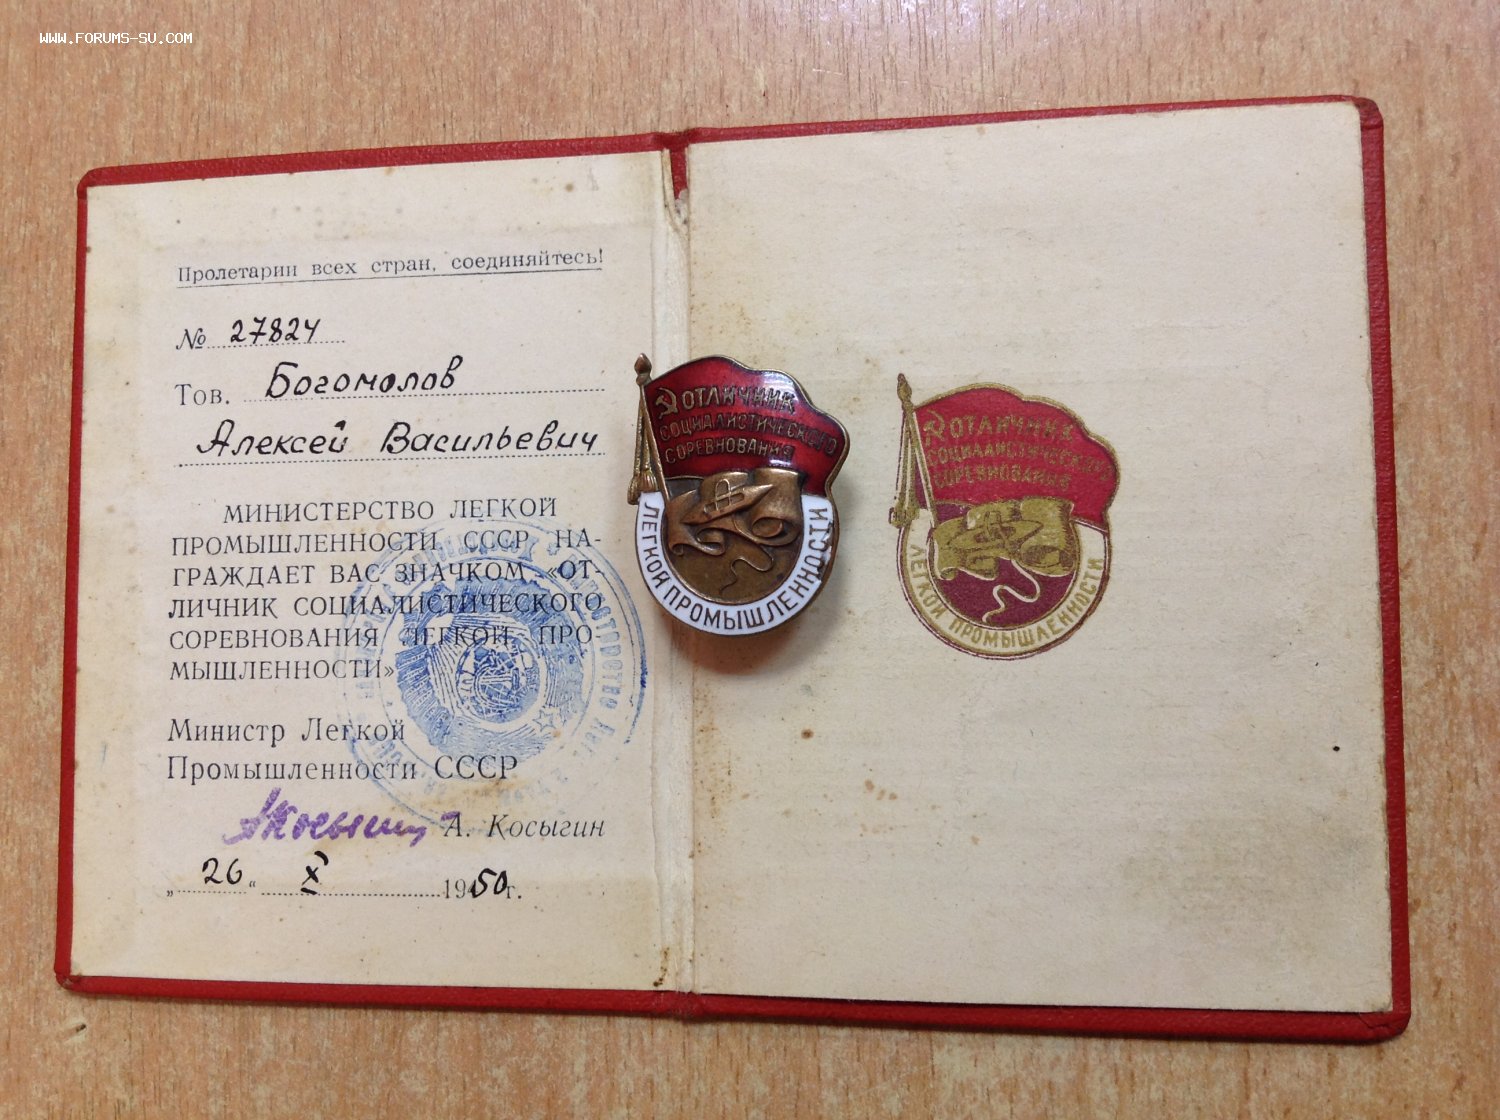 WWW.FORUMS-SU.COM
Пролетарии всех стран, соединяйтесь!
№ 27824
Тов. Богомолов
Алексей Васильевич
МИНИСТЕРСТВО ЛЕГКОЙ
ПРОМЫШЛЕННОСТИ СССР НА-
ГРАЖДАЕТ ВАС ЗНАЧКОМ «ОТ-
ЛИЧНИК СОЦИАЛИСТИЧЕСКОГО
СОРЕВНОВАНИЯ ЛЕГКОЙ ПРО-
МЫШЛЕННОСТИ»
Министр Легкой
Промышленности СССР
АКосыгин А. Косыгин
„26“ X 1950 г.
ОТЛИЧНИК
СОЦИАЛИСТИЧЕСКОГО
СОРЕВНОВАНИЯ
ЛЕГКОЙ ПРОМЫШЛЕННОСТИ
ОТЛИЧНИК
СОЦИАЛИСТИЧЕСКОГО
СОРЕВНОВАНИЯ
ЛЕГКОЙ ПРОМЫШЛЕННОСТИ